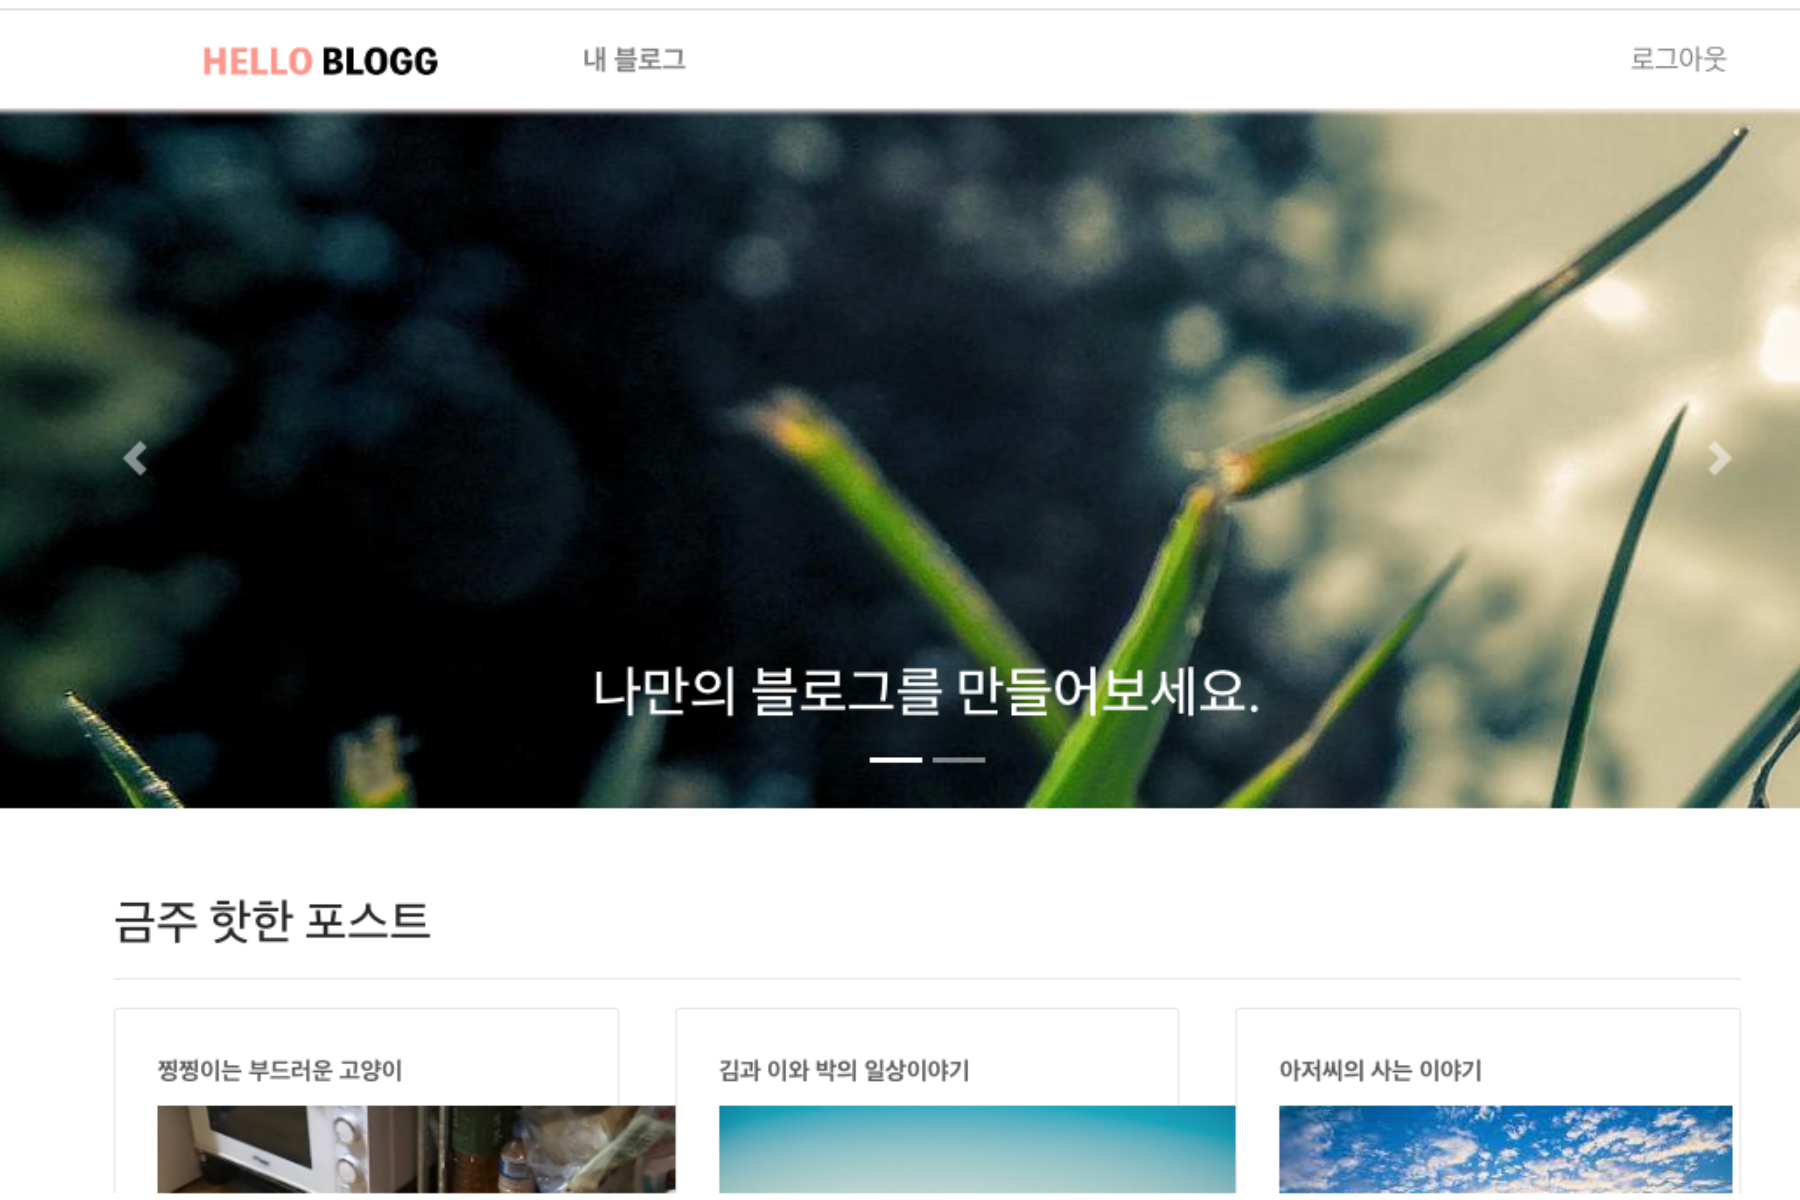 HELLO BLOGG 내 블로그 로그아웃
나만의 블로그를 만들어보세요.
금주 핫한 포스트
찡찡이는 부드러운 고양이
김과 이와 박의 일상이야기
아저씨의 사는 이야기